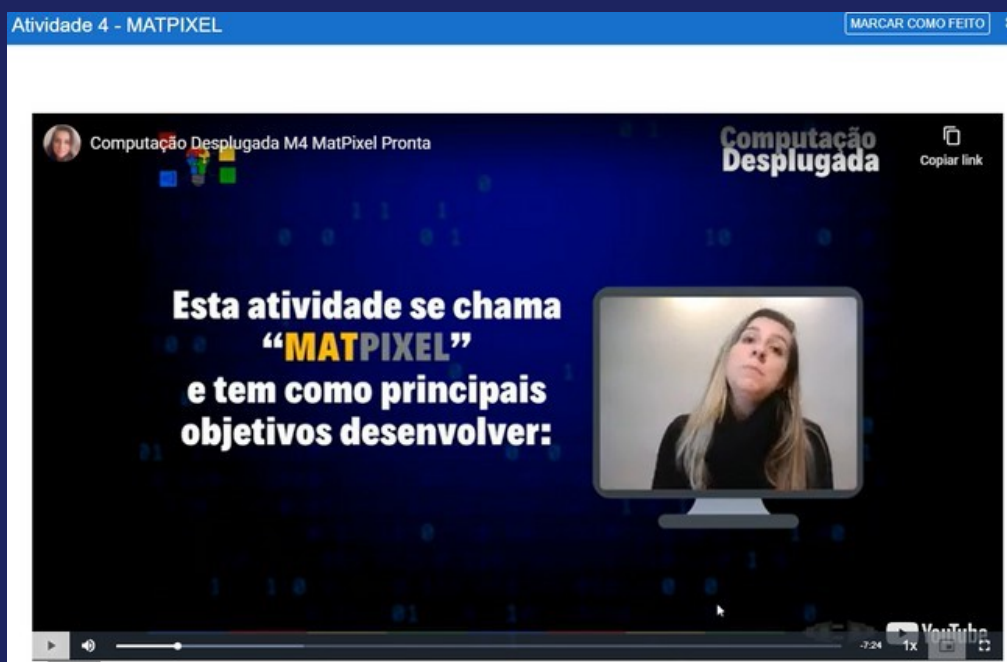 Atividade 4 - MATPIXEL
MARCAR COMO FEITO
Computação Desplugada M4 MatPixel Pronta
Computação
Desplugada
Copiar link
Esta atividade se chama
“MATPIXEL”
e tem como principais
objetivos desenvolver:
-7:24
1x
YouTube